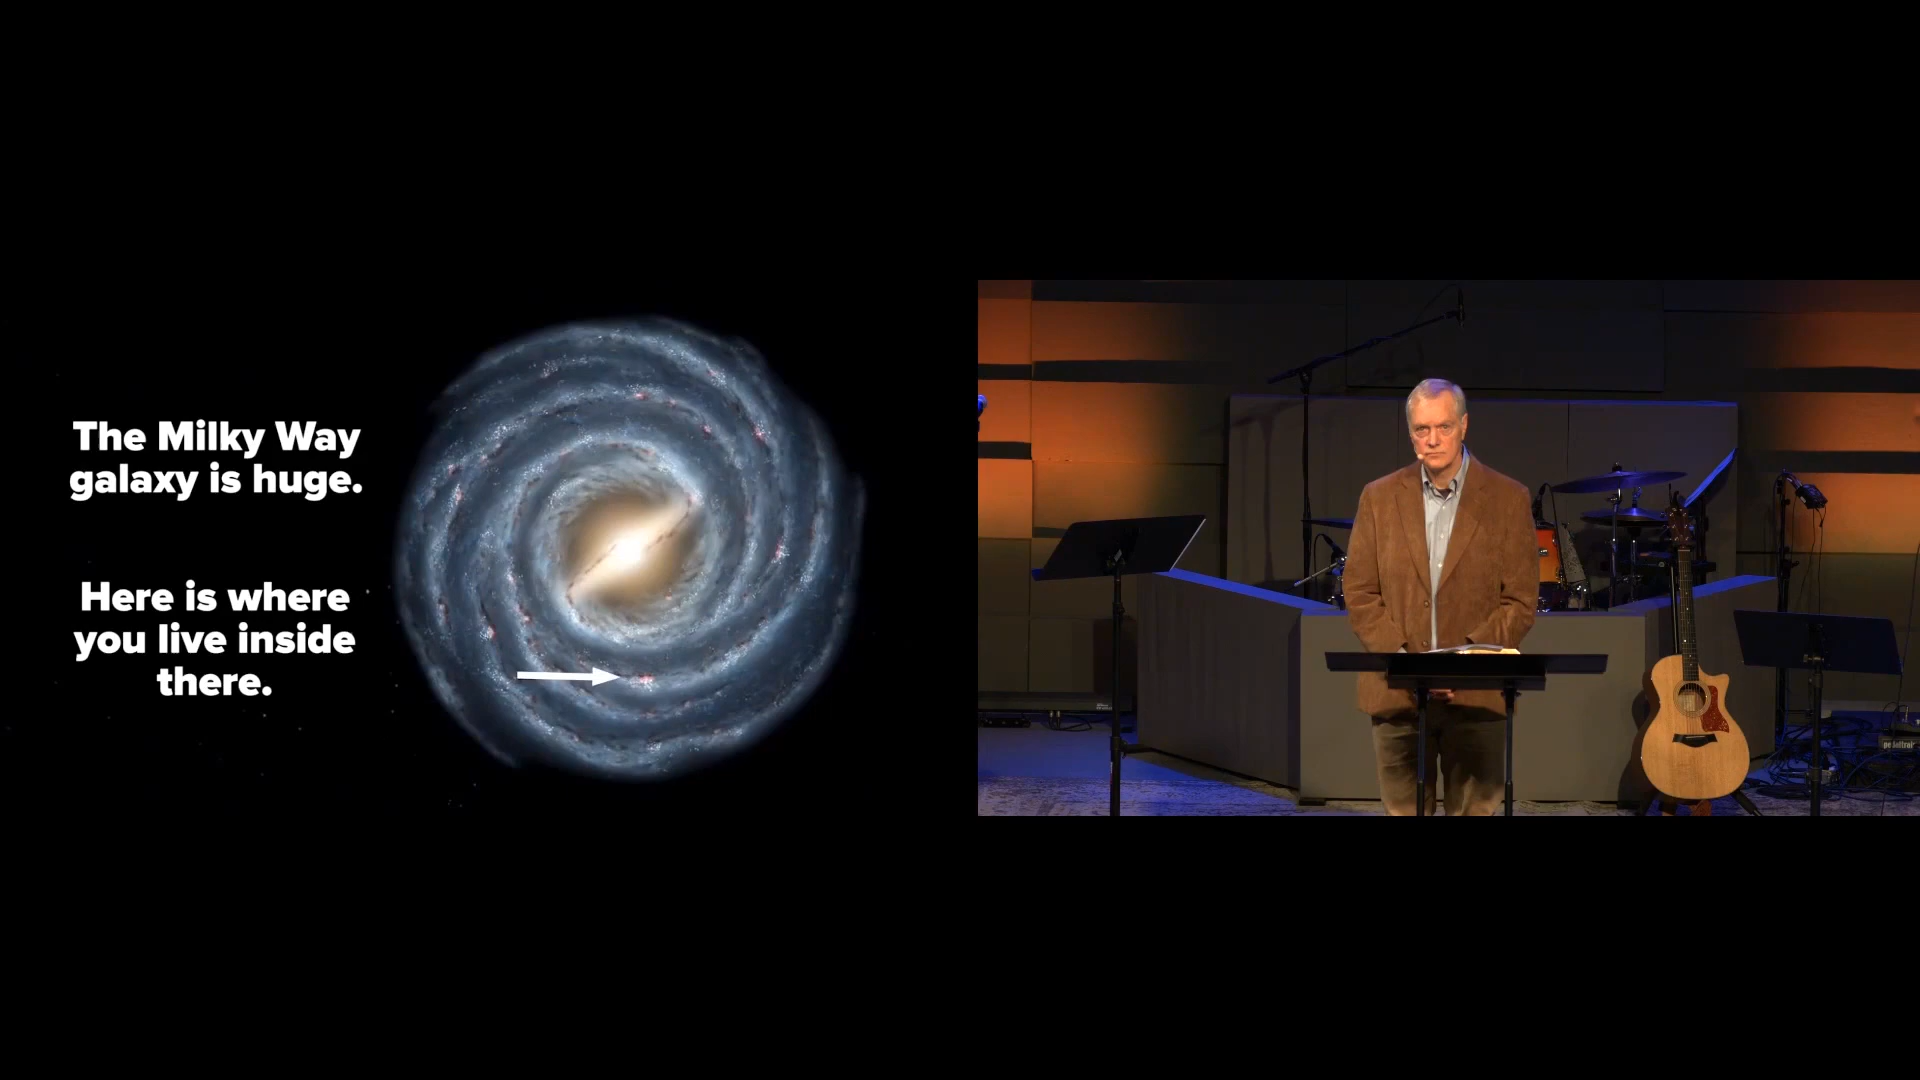 The Milky Way
galaxy is huge.
Here is where
you live inside
there.